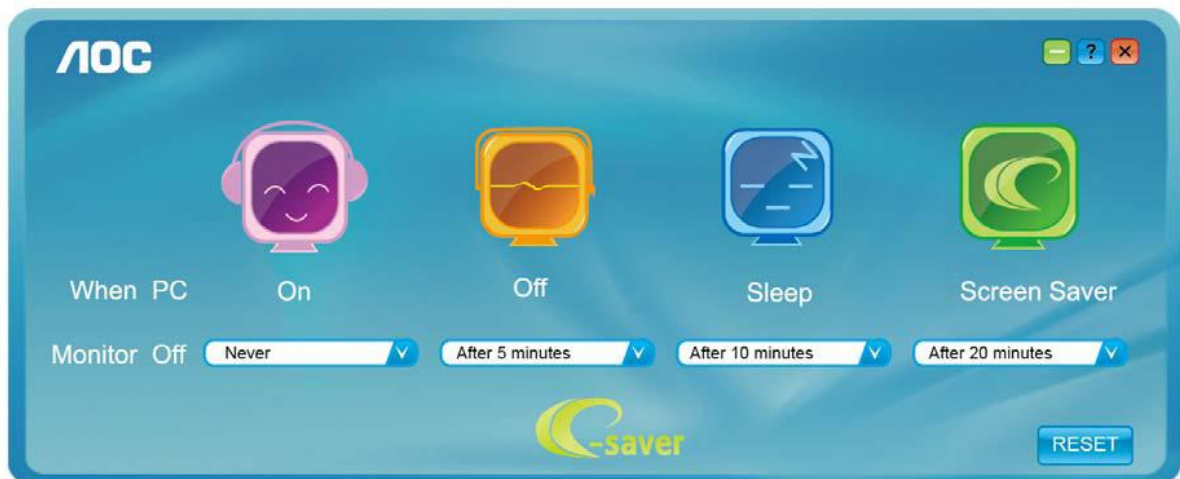 AOC
?
When PC On Off Sleep Screen Saver
Monitor Off Never After 5 minutes After 10 minutes After 20 minutes
e-saver
RESET